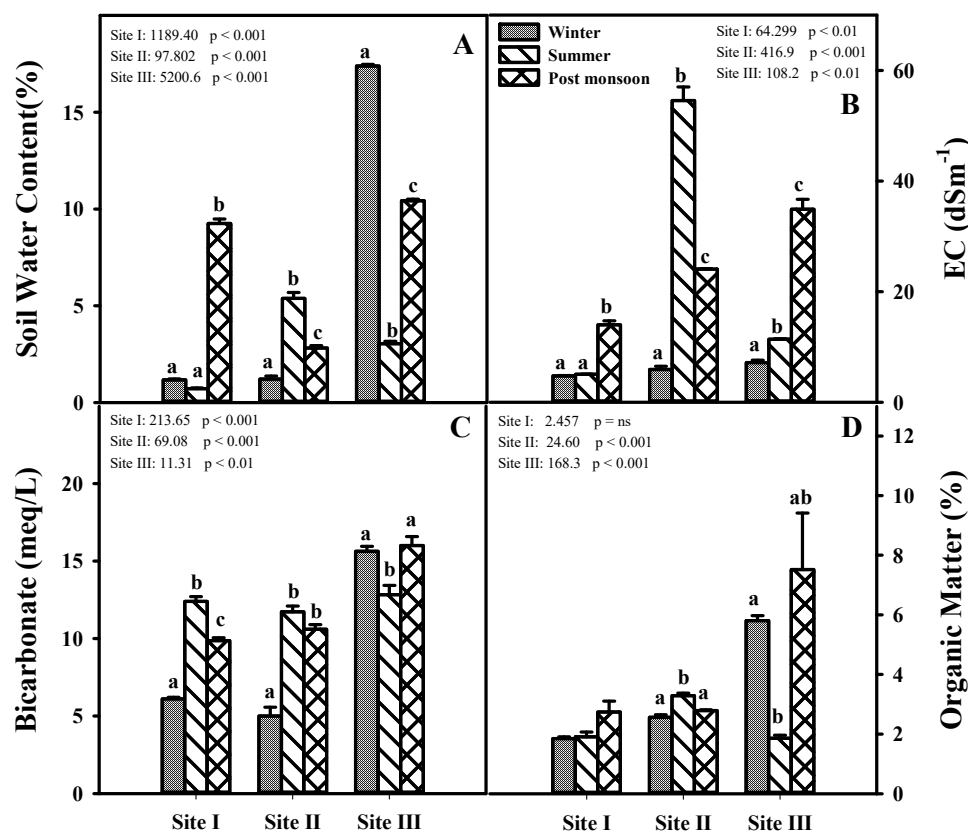 Site I: 1189.40 p < 0.001
Site II: 97.802 p < 0.001
Site III: 5200.6 p < 0.001
A
a
a
b
a
b
c
a
b
c
15
10
5
0
Soil Water Content(%)
Winter
Summer
Post monsoon
Site I: 64.299 p < 0.01
Site II: 416.9 p < 0.001
Site III: 108.2 p < 0.01
B
a
a
b
a
b
c
a
b
c
60
40
20
0
EC (dSm⁻¹)
Site I: 213.65 p < 0.001
Site II: 69.08 p < 0.001
Site III: 11.31 p < 0.01
C
a
b
c
a
b
b
a
b
a
20
15
10
5
0
Bicarbonate (meq/L)
Site I Site II Site III
Site I: 2.457 p = ns
Site II: 24.60 p < 0.001
Site III: 168.3 p < 0.001
D
a
b
a
a
b
ab
12
10
8
6
4
2
0
Organic Matter (%)
Site I Site II Site III